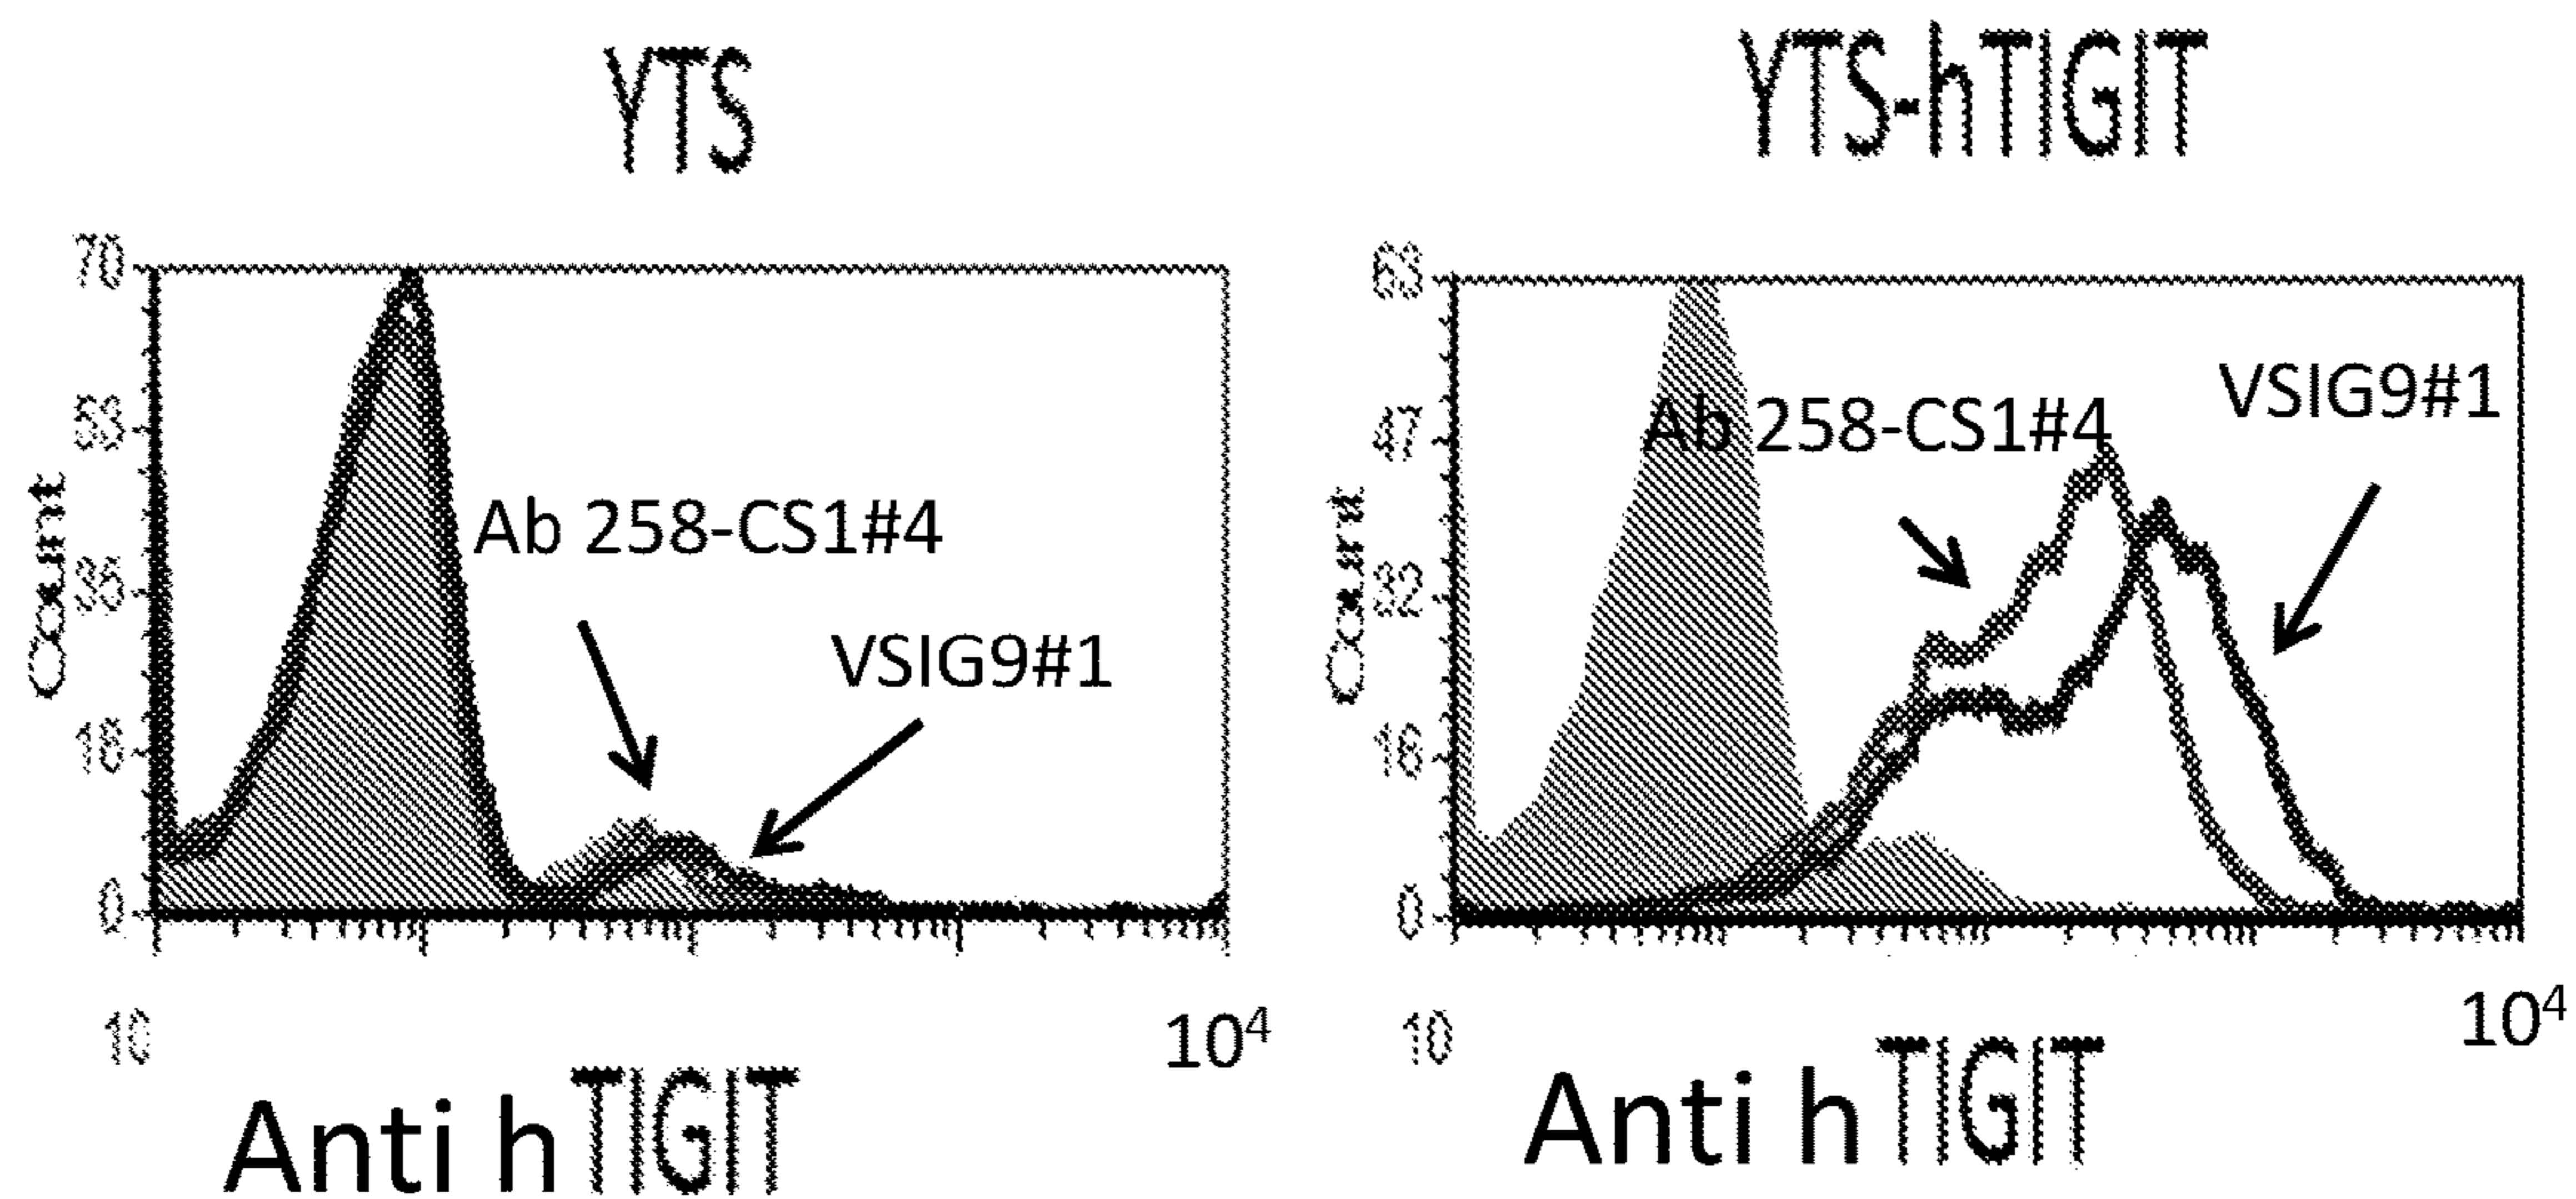 YTS
70
53
35
18
0
Count
Ab 258-CS1#4
VSIG9#1
10
10⁴
Anti hTIGIT
YTS-hTIGIT
63
47
32
16
0
Count
Ab 258-CS1#4
VSIG9#1
10
10⁴
Anti hTIGIT